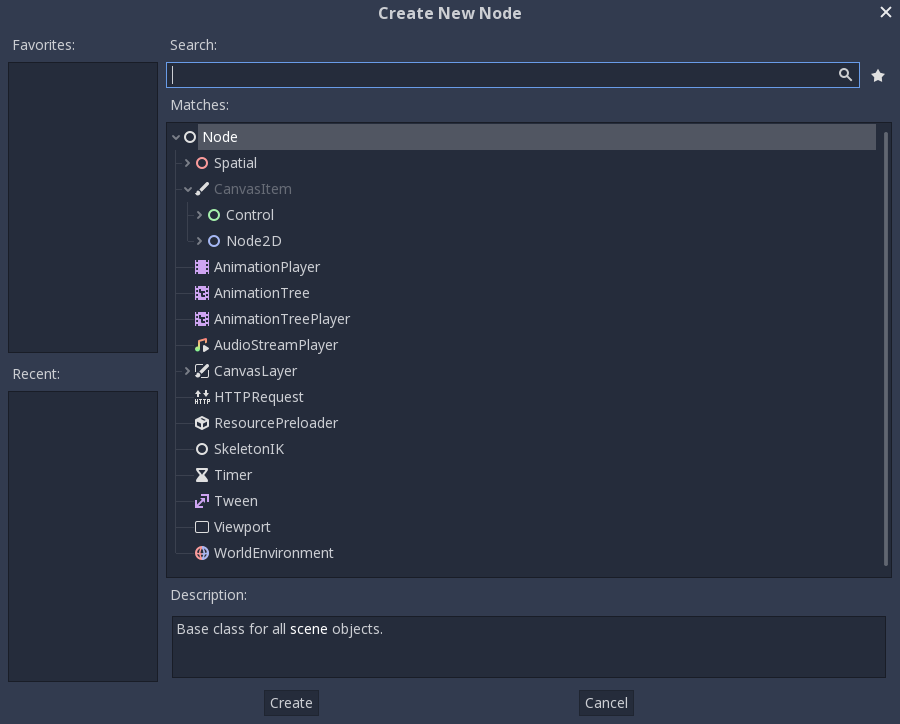 Create New Node
Favorites:
Search:
Matches:
Node
Spatial
CanvasItem
Control
Node2D
AnimationPlayer
AnimationTree
AnimationTreePlayer
AudioStreamPlayer
Recent:
CanvasLayer
HTTP
HTTPRequest
ResourcePreloader
SkeletonIK
Timer
Tween
Viewport
WorldEnvironment
Description:
Base class for all scene objects.
Create
Cancel